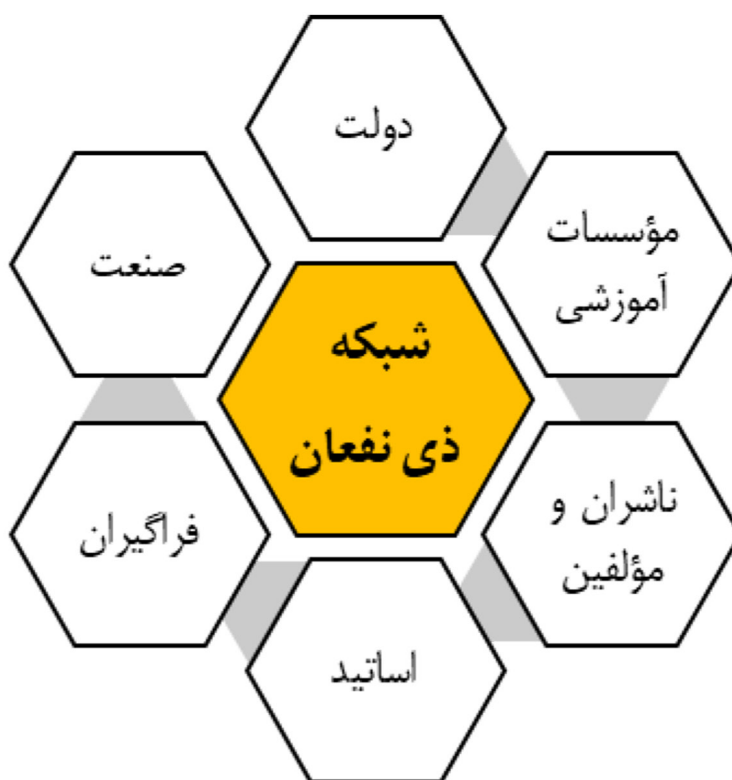 دولت
مؤسسات
آموزشی
صنعت
شبکه
ذی نفعان
ناشران و
مؤلفین
فراگیران
اساتید